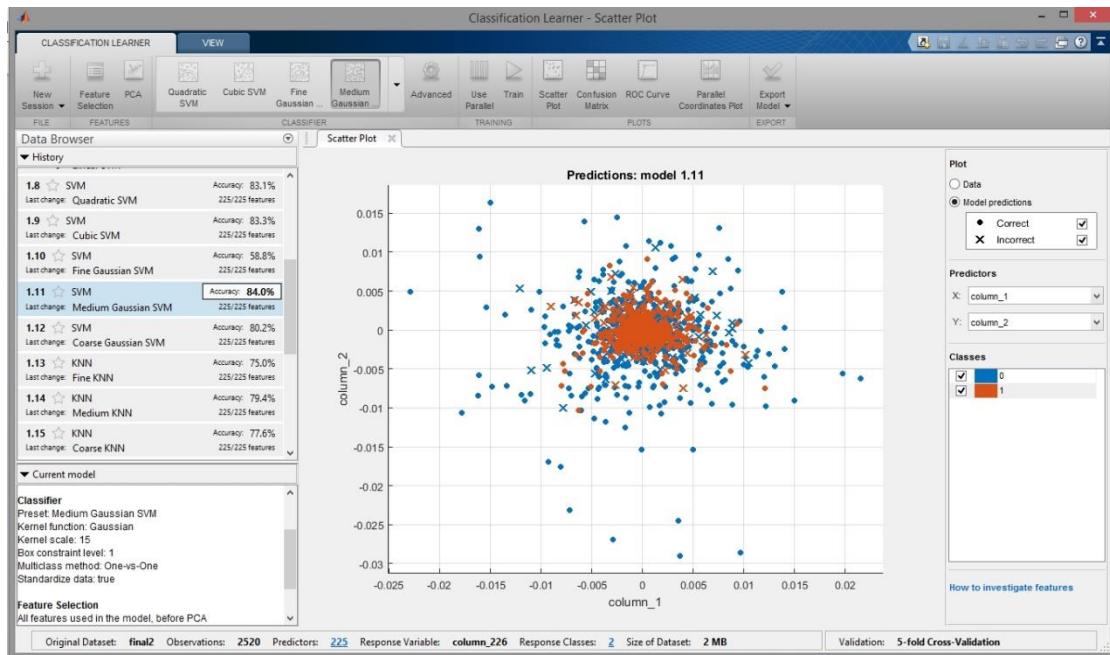 Classification Learner - Scatter Plot
CLASSIFICATION LEARNER VIEW
New Session
Feature Selection
PCA
Quadratic SVM
Cubic SVM
Fine Gaussian ...
Medium Gaussian ...
Advanced
Use Parallel
Train
Scatter Plot
Confusion Matrix
ROC Curve
Parallel Coordinates Plot
Export Model
FILE FEATURES CLASSIFIER TRAINING PLOTS EXPORT
Data Browser
History
1.8 SVM Accuracy: 83.1%
Last change: Quadratic SVM 225/225 features
1.9 SVM Accuracy: 83.3%
Last change: Cubic SVM 225/225 features
1.10 SVM Accuracy: 58.8%
Last change: Fine Gaussian SVM 225/225 features
1.11 SVM Accuracy: 84.0%
Last change: Medium Gaussian SVM 225/225 features
1.12 SVM Accuracy: 80.2%
Last change: Coarse Gaussian SVM 225/225 features
1.13 KNN Accuracy: 75.0%
Last change: Fine KNN 225/225 features
1.14 KNN Accuracy: 79.4%
Last change: Medium KNN 225/225 features
1.15 KNN Accuracy: 77.6%
Last change: Coarse KNN 225/225 features
Current model
Classifier
Preset: Medium Gaussian SVM
Kernel function: Gaussian
Kernel scale: 15
Box constraint level: 1
Multiclass method: One-vs-One
Standardize data: true
Feature Selection
All features used in the model, before PCA
Scatter Plot
Predictions: model 1.11
0.015
0.01
0.005
0
-0.005
-0.01
-0.015
-0.02
-0.025
-0.03
column_2
-0.025 -0.02 -0.015 -0.01 -0.005 0 0.005 0.01 0.015 0.02
column_1
Plot
Data
Model predictions
Correct
Incorrect
Predictors
X: column_1
Y: column_2
Classes
0
1
How to investigate features
Original Dataset: final2 Observations: 2520 Predictors: 225 Response Variable: column_226 Response Classes: 2 Size of Dataset: 2 MB Validation: 5-fold Cross-Validation